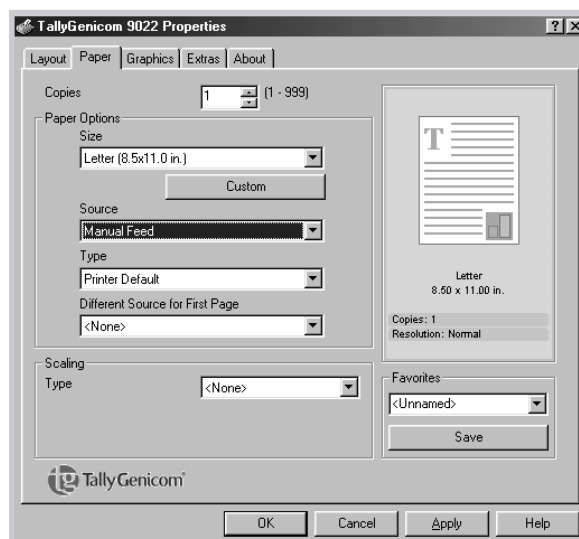 TallyGenicom 9022 Properties
Layout Paper Graphics Extras About
Copies 1 (1 - 999)
Paper Options
Size
Letter (8.5x11.0 in.)
Custom
Source
Manual Feed
Type
Printer Default
Different Source for First Page
<None>
Scaling
Type <None>
T
Letter
8.50 x 11.00 in.
Copies: 1
Resolution: Normal
Favorites
<Unnamed>
Save
tg TallyGenicom
OK Cancel Apply Help